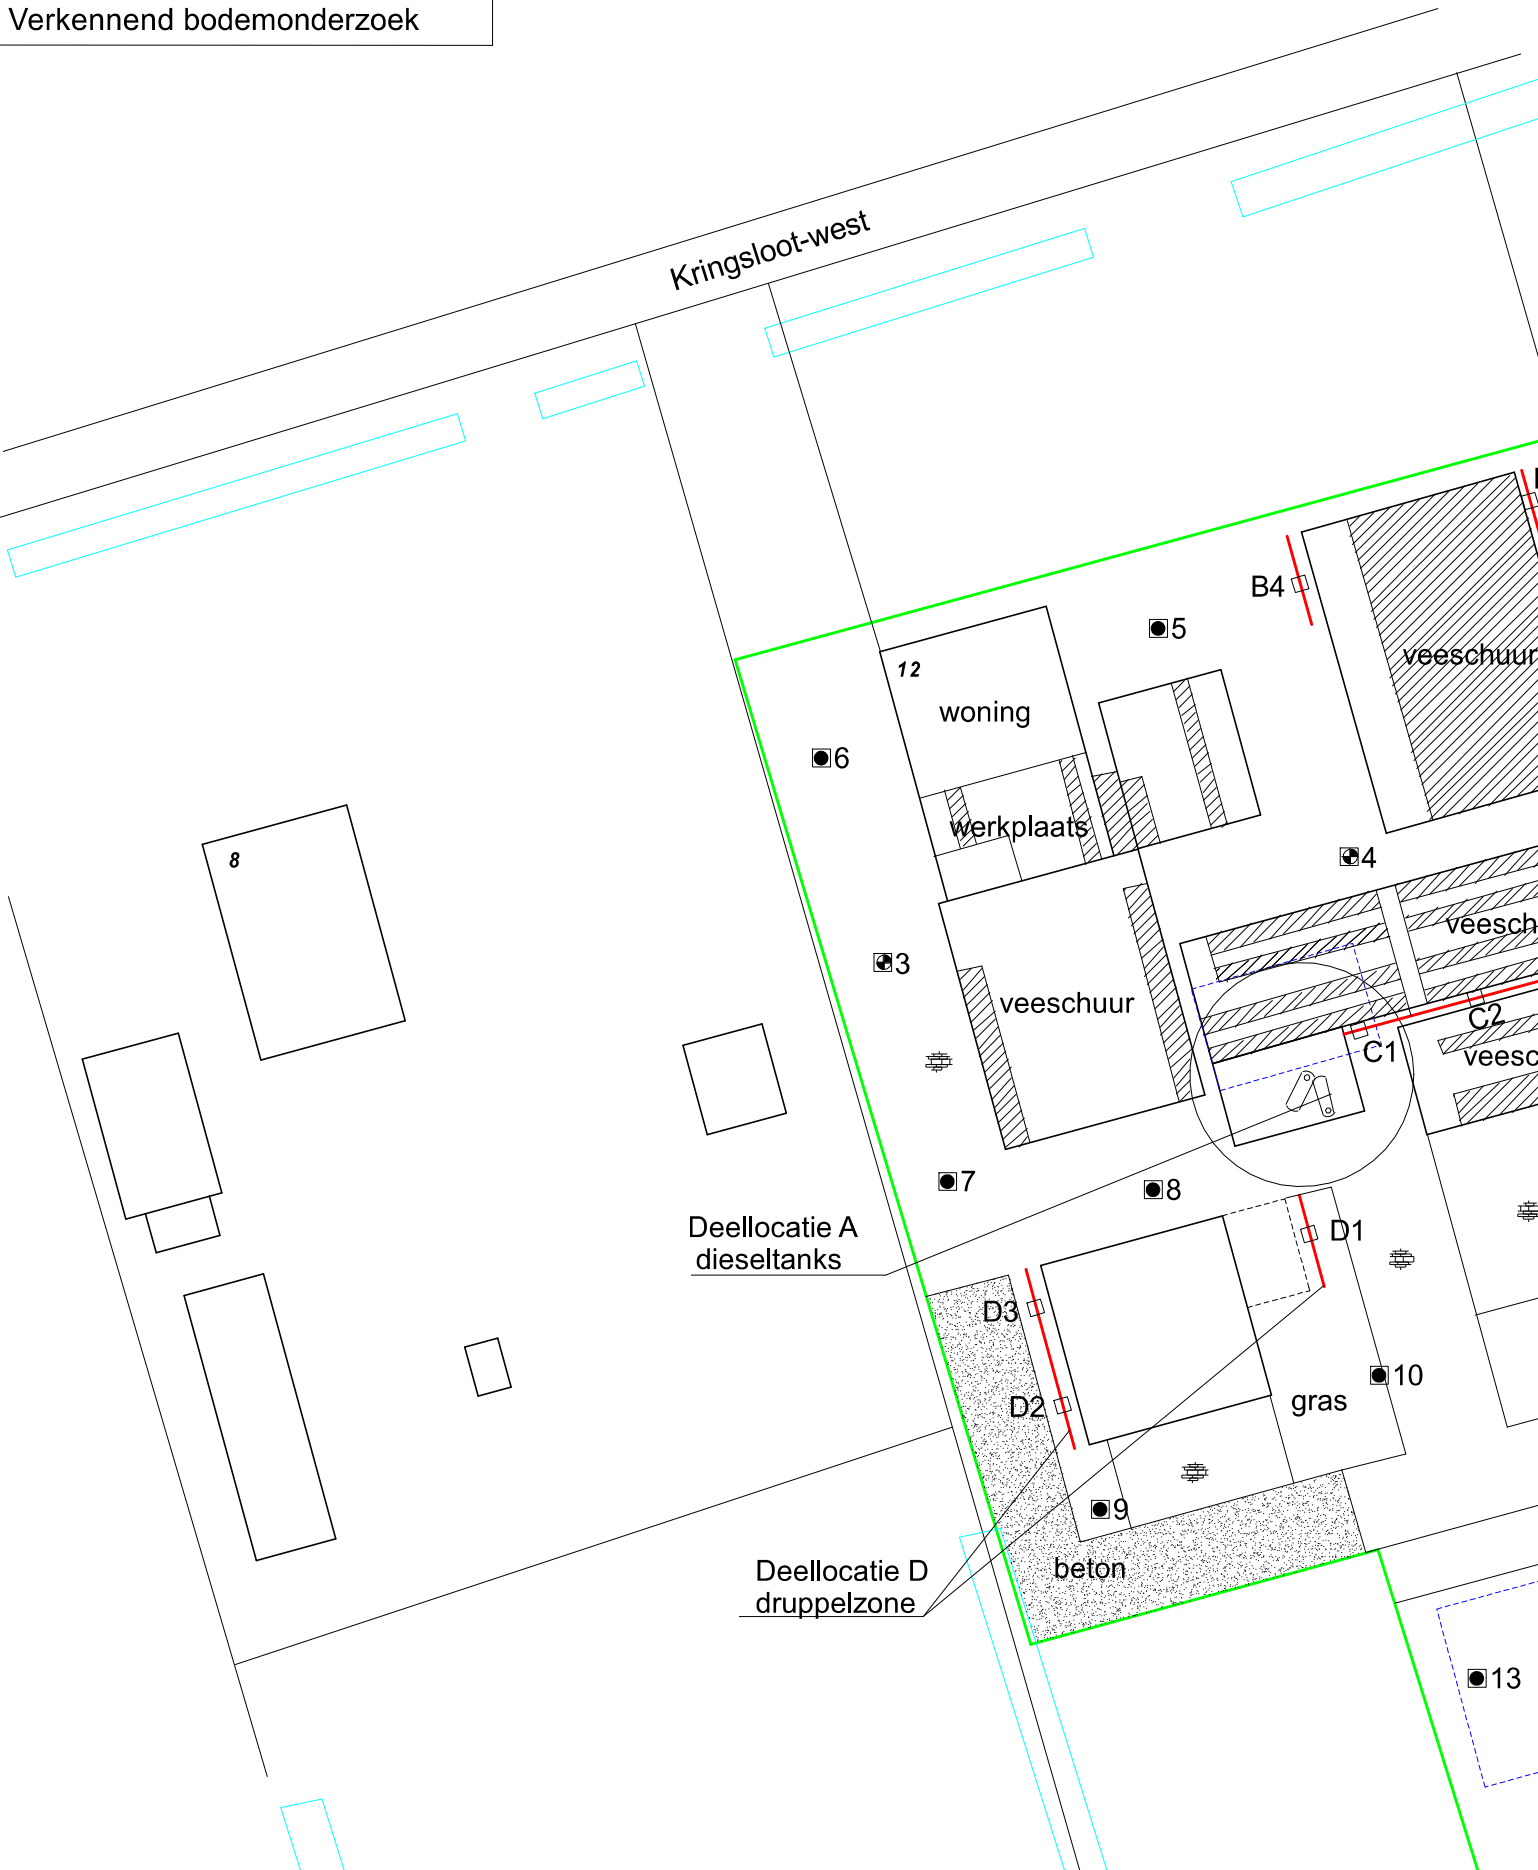 Verkennend bodemonderzoek
Kringsloot-west
B4
5
veeschuur
12
woning
6
werkplaats
8
4
veesch
3
veeschuur
C2
C1
veesc
7
8
Deellocatie A
dieseltanks
D1
D3
10
gras
D2
9
beton
Deellocatie D
druppelzone
13